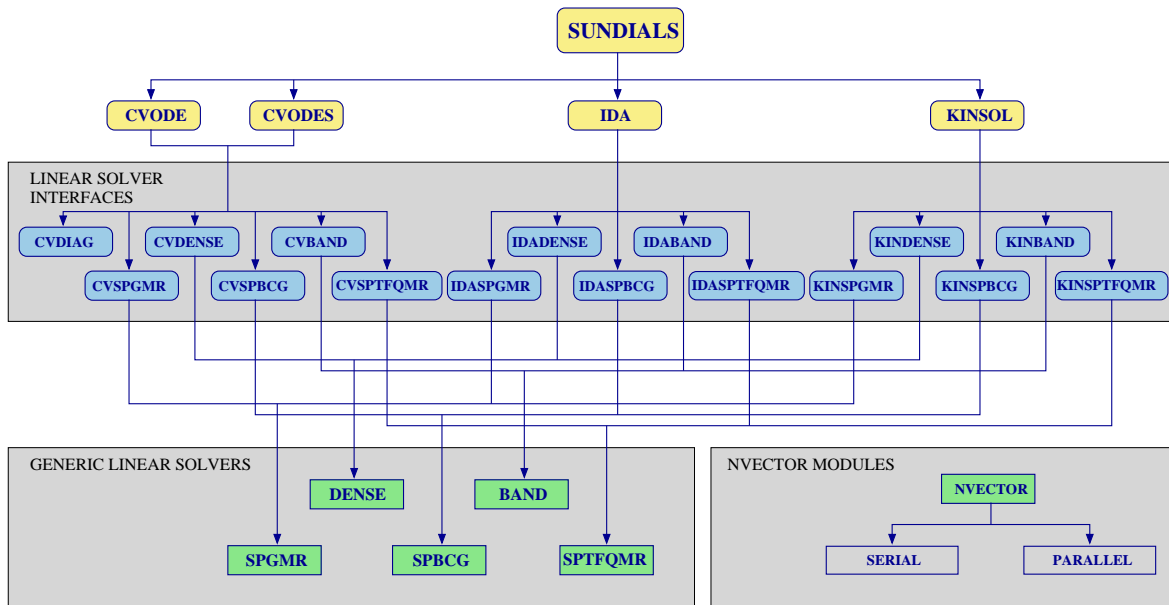 SUNDIALS
CVODE
CVODES
IDA
KINSOL
LINEAR SOLVER
INTERFACES
CVDIAG
CVDENSE
CVBAND
IDADENSE
IDABAND
KINDENSE
KINBAND
CVSPGMR
CVSPBCG
CVSPTFQMR
IDASPGMR
IDASPBCG
IDASPTFQMR
KINSPGMR
KINSPBCG
KINSPTFQMR
GENERIC LINEAR SOLVERS
DENSE
BAND
SPGMR
SPBCG
SPTFQMR
NVECTOR MODULES
NVECTOR
SERIAL
PARALLEL